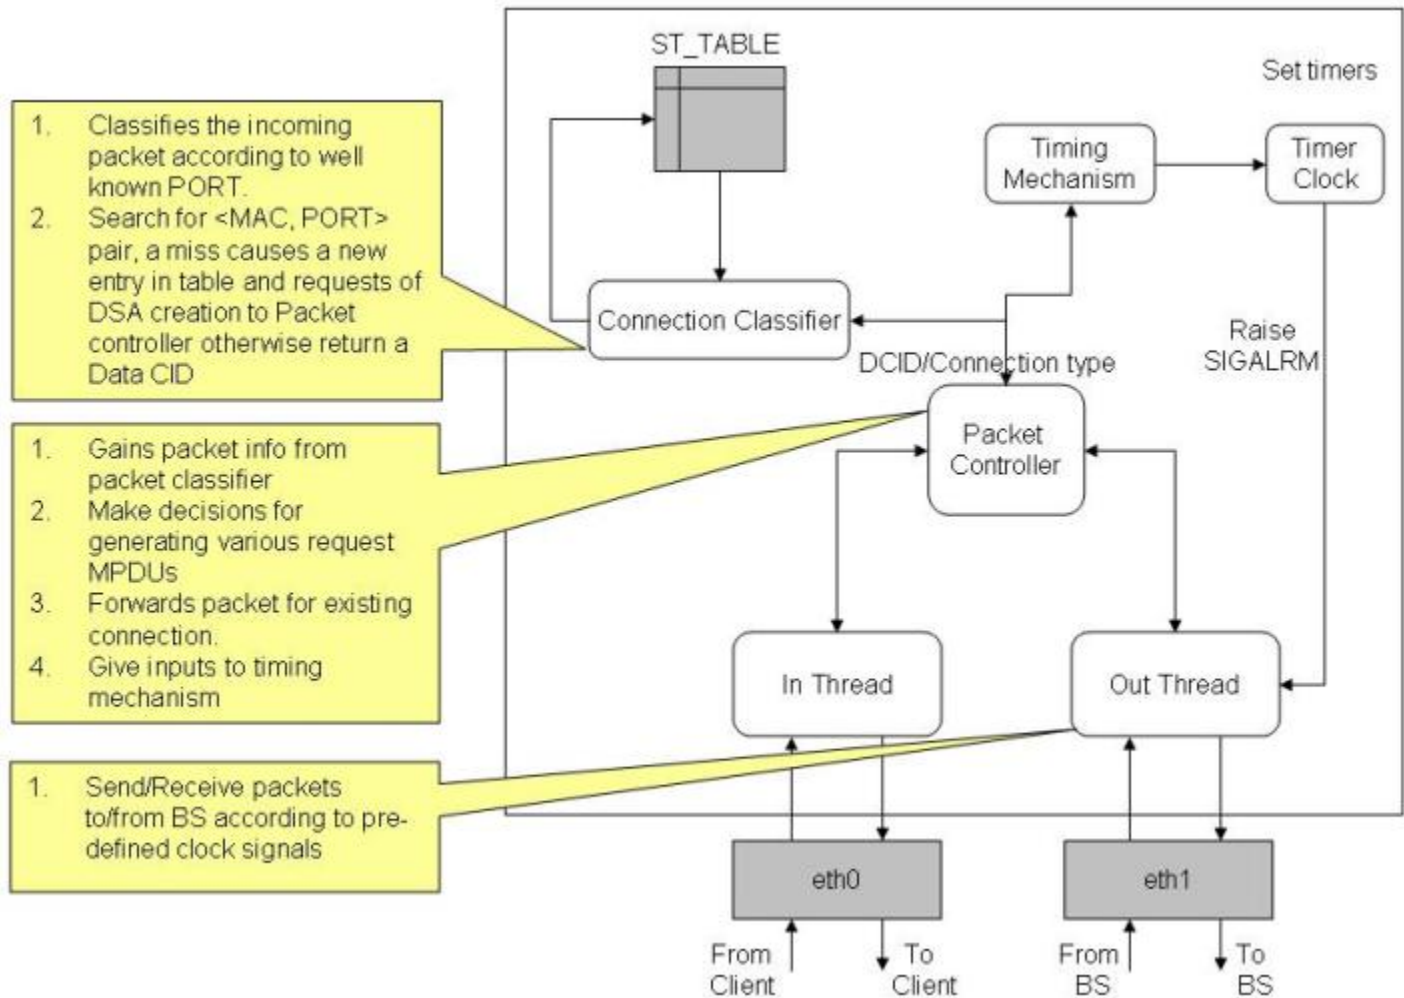 ST_TABLE
Set timers
1. Classifies the incoming
packet according to well
known PORT.
2. Search for <MAC, PORT>
pair, a miss causes a new
entry in table and requests of
DSA creation to Packet
controller otherwise return a
Data CID
Timing
Mechanism
Timer
Clock
Connection Classifier
Raise
SIGALRM
DCID/Connection type
1. Gains packet info from
packet classifier
2. Make decisions for
generating various request
MPDUs
3. Forwards packet for existing
connection.
4. Give inputs to timing
mechanism
Packet
Controller
In Thread
Out Thread
1. Send/Receive packets
to/from BS according to pre-
defined clock signals
eth0
eth1
From
Client
To
Client
From
BS
To
BS